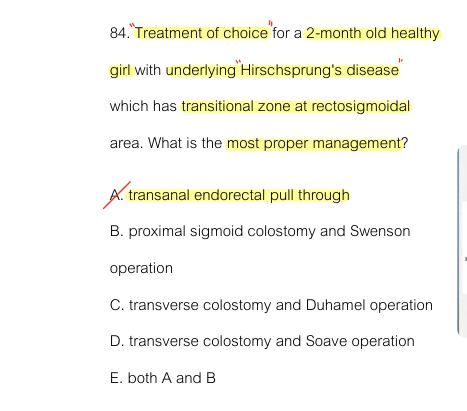 84. "Treatment of choice" for a 2-month old healthy
girl with underlying "Hirschsprung's disease"
which has transitional zone at rectosigmoidal
area. What is the most proper management?
A. transanal endorectal pull through
B. proximal sigmoid colostomy and Swenson
operation
C. transverse colostomy and Duhamel operation
D. transverse colostomy and Soave operation
E. both A and B